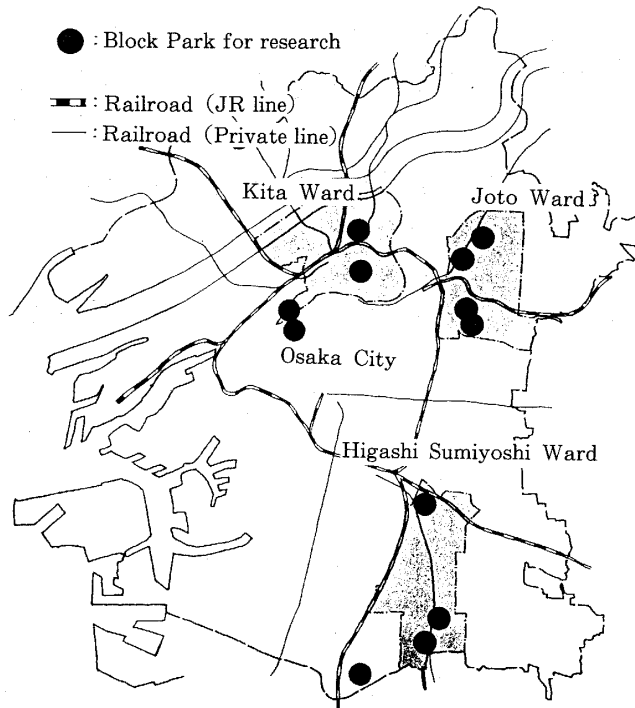 : Block Park for research
: Railroad (JR line)
: Railroad (Private line)
Kita Ward
Joto Ward
Osaka City
Higashi Sumiyoshi Ward